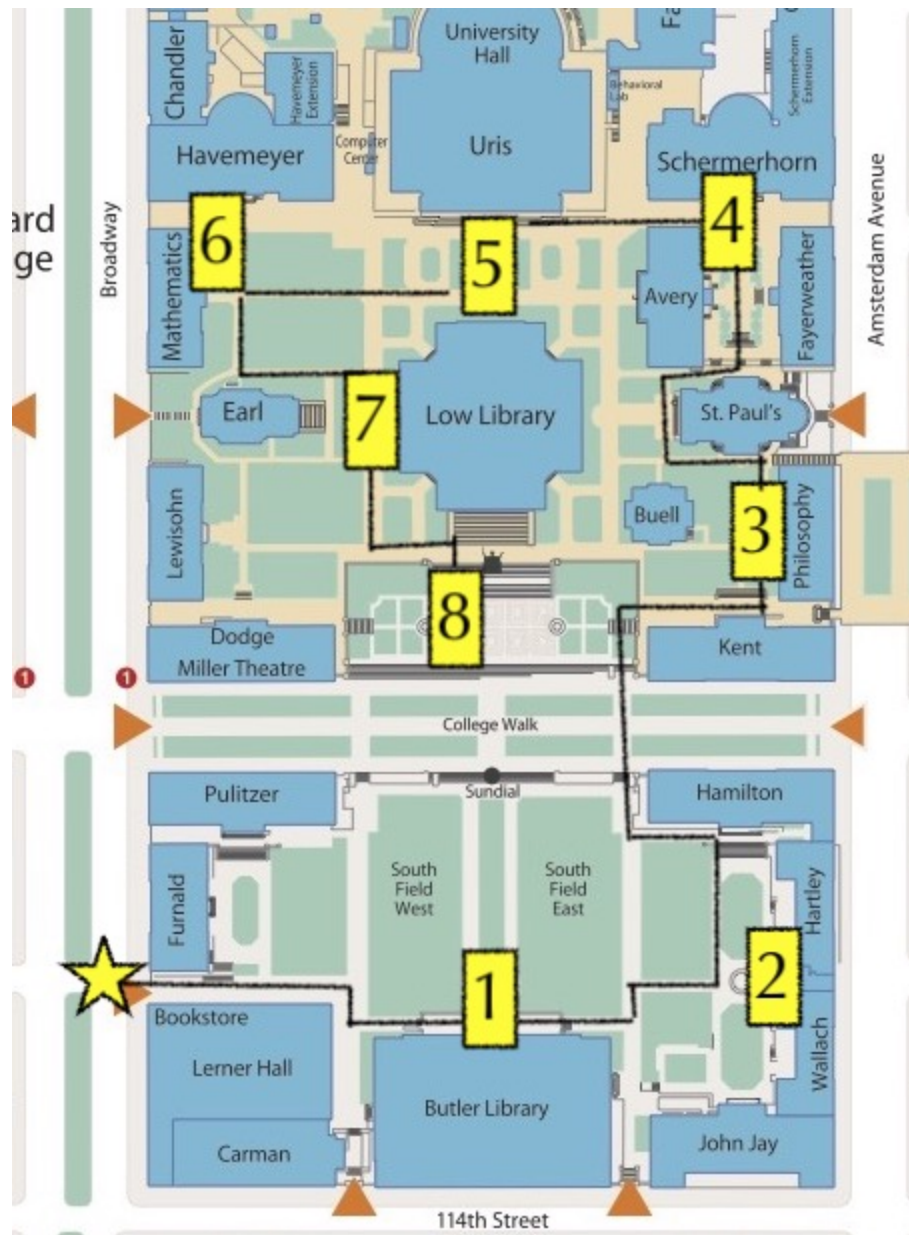 University
Hall
Fa
Chandler
Havemeyer
Extension
Behavioral
Lab
Schermerhorn
Extension
Computer
Center
Uris
Havemeyer
Schermerhorn
ard
ge
Broadway
Amsterdam Avenue
6
4
5
Mathematics
Avery
Fayerweather
7
Earl
Low Library
St. Paul's
Lewisohn
Buell
3
Philosophy
8
Dodge
Miller Theatre
Kent
1
1
College Walk
Pulitzer
Sundial
Hamilton
Furnald
South
Field
West
South
Field
East
Hartley
1
2
Bookstore
Lerner Hall
Wallach
Butler Library
Carman
John Jay
114th Street